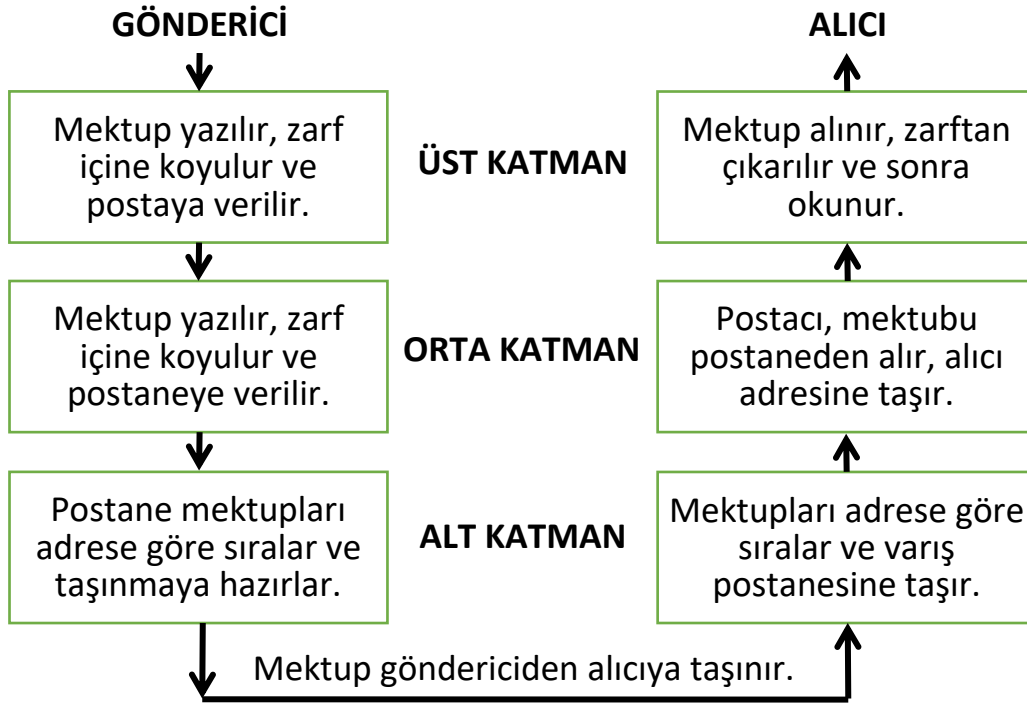 GÖNDERİCİ
Mektup yazılır, zarf
içine koyulur ve
postaya verilir.
Mektup yazılır, zarf
içine koyulur ve
postaneye verilir.
Postane mektupları
adrese göre sıralar ve
taşınmaya hazırlar.
ÜST KATMAN
ORTA KATMAN
ALT KATMAN
ALICI
Mektup alınır, zarftan
çıkarılır ve sonra
okunur.
Postacı, mektubu
postaneden alır, alıcı
adresine taşır.
Mektupları adrese göre
sıralar ve varış
postanesine taşır.
Mektup göndericiden alıcıya taşınır.